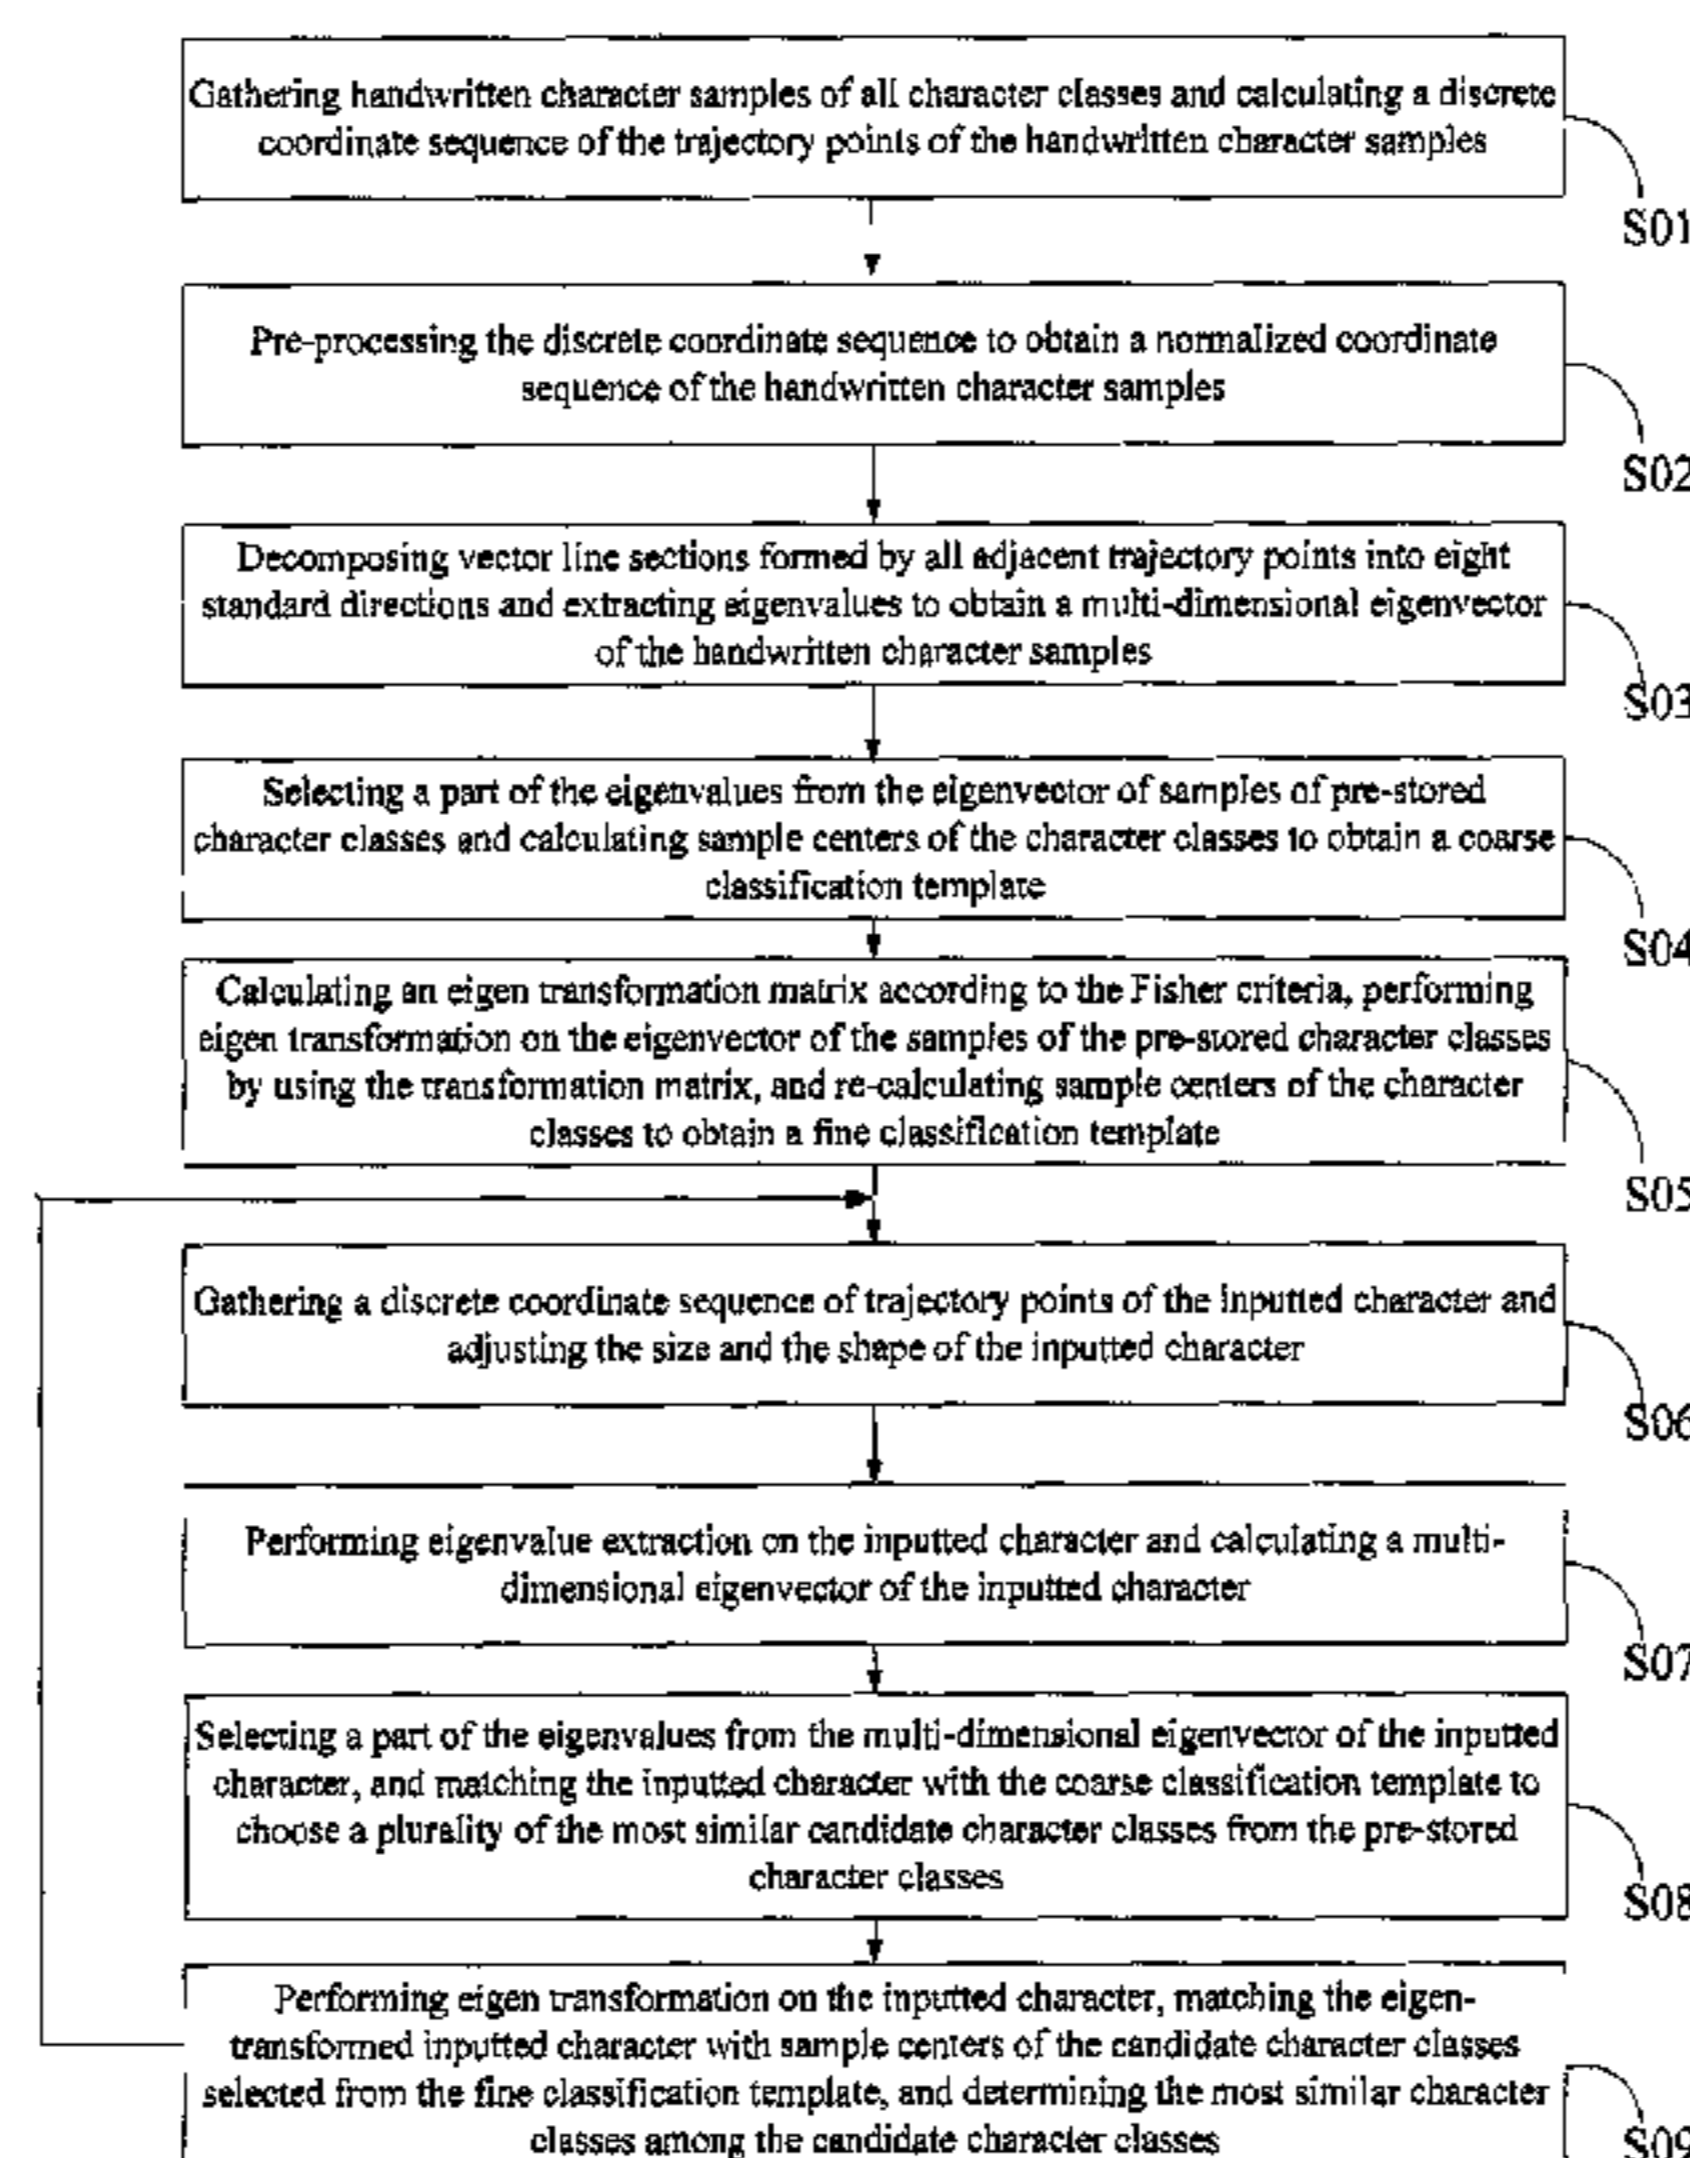 Gathering handwritten character samples of all character classes and calculating a discrete
coordinate sequence of the trajectory points of the handwritten character samples
S01
Pre-processing the discrete coordinate sequence to obtain a normalized coordinate
sequence of the handwritten character samples
S02
Decomposing vector line sections formed by all adjacent trajectory points into eight
standard directions and extracting eigenvalues to obtain a multi-dimensional eigenvector
of the handwritten character samples
S03
Selecting a part of the eigenvalues from the eigenvector of samples of pre-stored
character classes and calculating sample centers of the character classes to obtain a coarse
classification template
S04
Calculating an eigen transformation matrix according to the Fisher criteria, performing
eigen transformation on the eigenvector of the samples of the pre-stored character classes
by using the transformation matrix, and re-calculating sample centers of the character
classes to obtain a fine classification template
S05
Gathering a discrete coordinate sequence of trajectory points of the inputted character and
adjusting the size and the shape of the inputted character
S06
Performing eigenvalue extraction on the inputted character and calculating a multi-
dimensional eigenvector of the inputted character
S07
Selecting a part of the eigenvalues from the multi-dimensional eigenvector of the inputted
character, and matching the inputted character with the coarse classification template to
choose a plurality of the most similar candidate character classes from the pre-stored
character classes
S08
Performing eigen transformation on the inputted character, matching the eigen-
transformed inputted character with sample centers of the candidate character classes
selected from the fine classification template, and determining the most similar character
classes among the candidate character classes
S09